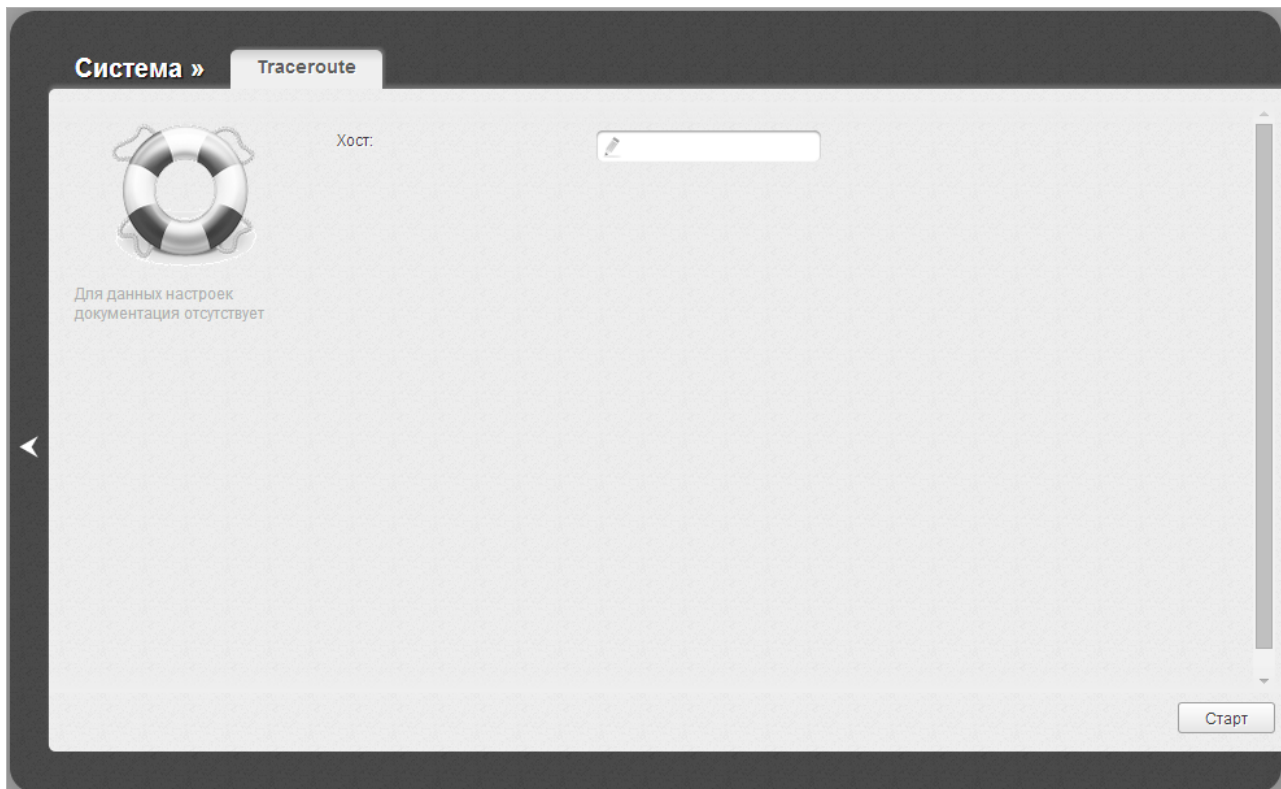 Система »
Traceroute
Хост:
Для данных настроек
документация отсутствует
Старт